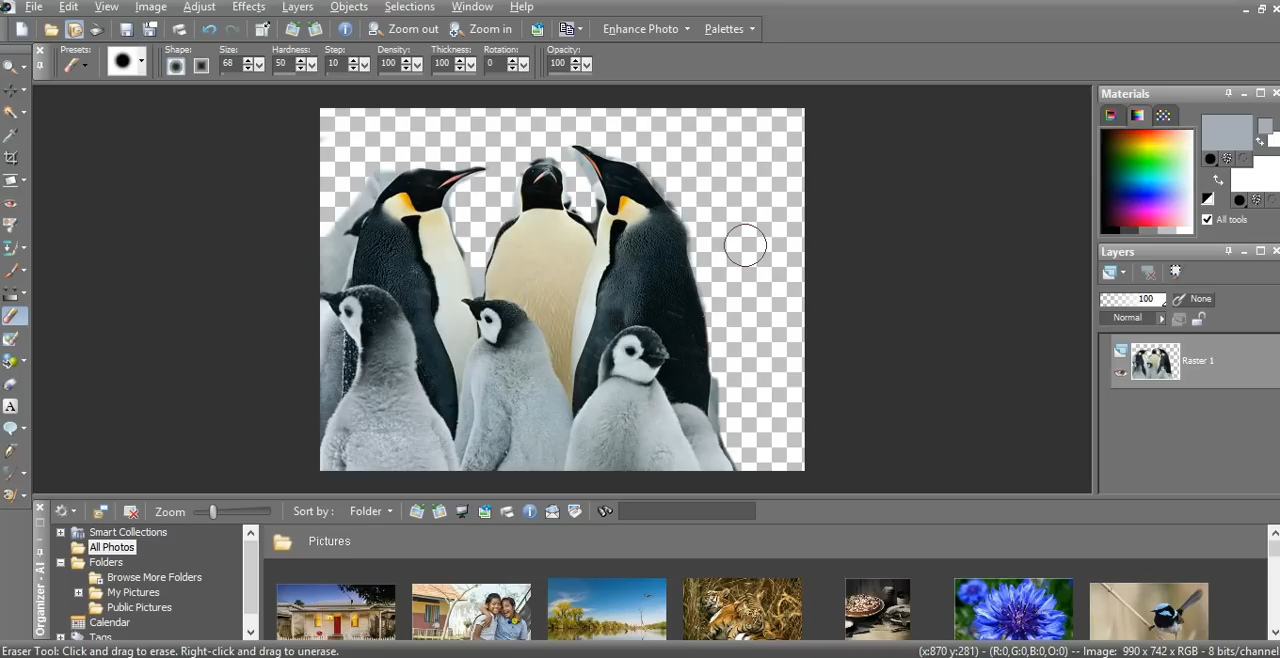 File Edit View Image Adjust Effects Layers Objects Selections Window Help
Zoom out Zoom in Enhance Photo Palettes
Presets: Shape: Size: Hardness: Step: Density: Thickness: Rotation: Opacity:
68 50 10 100 100 0 100
Materials
All tools
Layers
100 None
Normal
Raster 1
A
Zoom Sort by : Folder
Smart Collections
All Photos
Folders
Browse More Folders
My Pictures
Public Pictures
Calendar
Tags
Organizer - Al
Pictures
Eraser Tool: Click and drag to erase. Right-click and drag to unerase.
(x:870 y:281) - (R:0,G:0,B:0,O:0) -- Image: 990 x 742 x RGB - 8 bits/channel